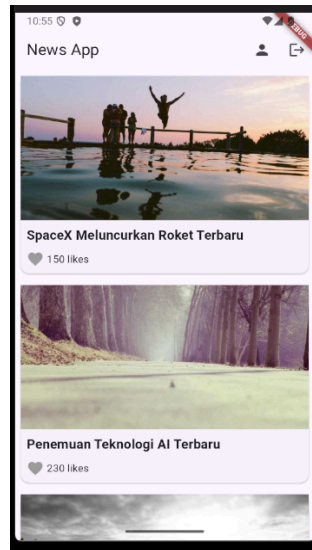 10:55
DEBUG
News App
SpaceX Meluncurkan Roket Terbaru
150 likes
Penemuan Teknologi AI Terbaru
230 likes